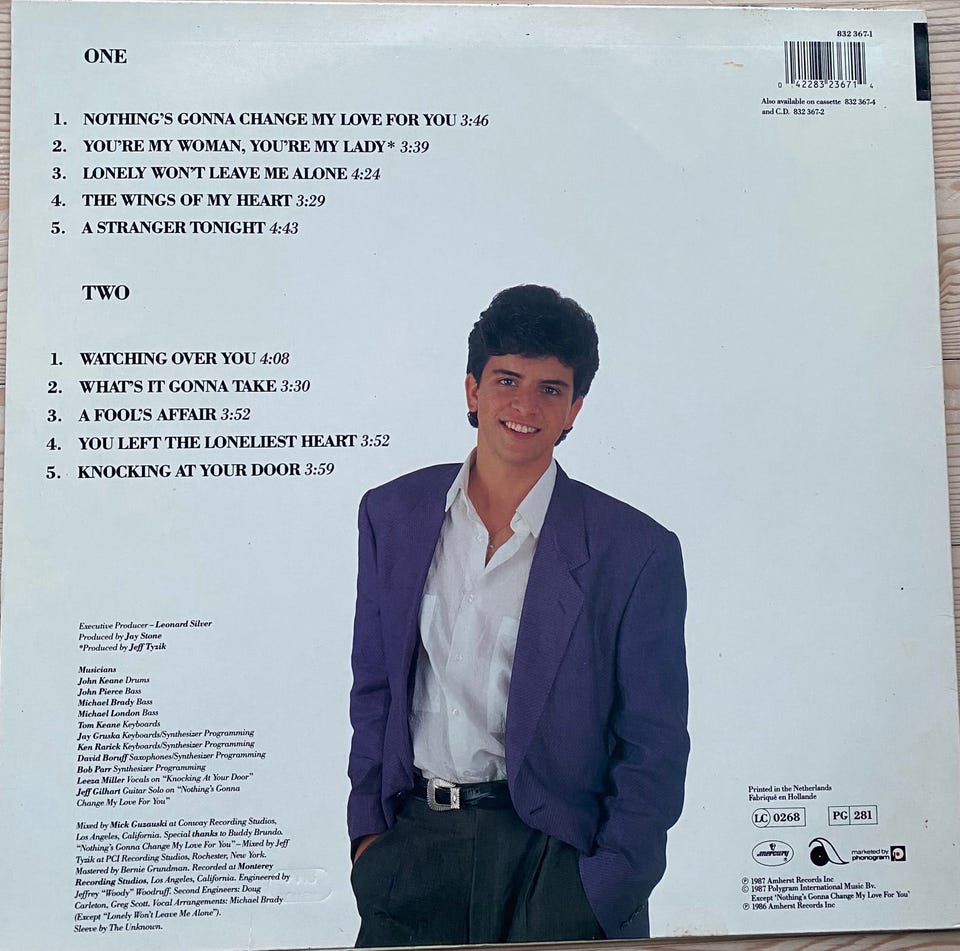 832 367-1
0 42283 23671 4
Also available on cassette 832 367-4
and C.D. 832 367-2
ONE
1. NOTHING'S GONNA CHANGE MY LOVE FOR YOU 3:46
2. YOU'RE MY WOMAN, YOU'RE MY LADY* 3:39
3. LONELY WON'T LEAVE ME ALONE 4:24
4. THE WINGS OF MY HEART 3:29
5. A STRANGER TONIGHT 4:43
TWO
1. WATCHING OVER YOU 4:08
2. WHAT'S IT GONNA TAKE 3:30
3. A FOOL'S AFFAIR 3:52
4. YOU LEFT THE LONELIEST HEART 3:52
5. KNOCKING AT YOUR DOOR 3:59
Executive Producer – Leonard Silver
Produced by Jay Stone
*Produced by Jeff Tyzik
Musicians
John Keane Drums
John Pierce Bass
Michael Brady Bass
Michael London Bass
Tom Keane Keyboards
Jay Gruska Keyboards/Synthesizer Programming
Ken Rarick Keyboards/Synthesizer Programming
David Boruff Saxophones/Synthesizer Programming
Bob Parr Synthesizer Programming
Leeza Miller Vocals on "Knocking At Your Door"
Jeff Gilhart Guitar Solo on "Nothing's Gonna
Change My Love For You"
Mixed by Mick Guzauski at Conway Recording Studios,
Los Angeles, California. Special thanks to Buddy Brundo.
"Nothing's Gonna Change My Love For You" – Mixed by Jeff
Tyzik at PCI Recording Studios, Rochester, New York.
Mastered by Bernie Grundman. Recorded at Monterey
Recording Studios, Los Angeles, California. Engineered by
Jeffrey "Woody" Woodruff. Second Engineers: Doug
Carleton, Greg Scott. Vocal Arrangements: Michael Brady
(Except "Lonely Won't Leave Me Alone").
Sleeve by The Unknown.
Printed in the Netherlands
Fabriqué en Hollande
LC 0268 PG 281
mercury
marketed by
phonogram
℗ 1987 Amherst Records Inc
© 1987 Polygram International Music Bv.
Except 'Nothing's Gonna Change My Love For You'
℗ 1986 Amherst Records Inc